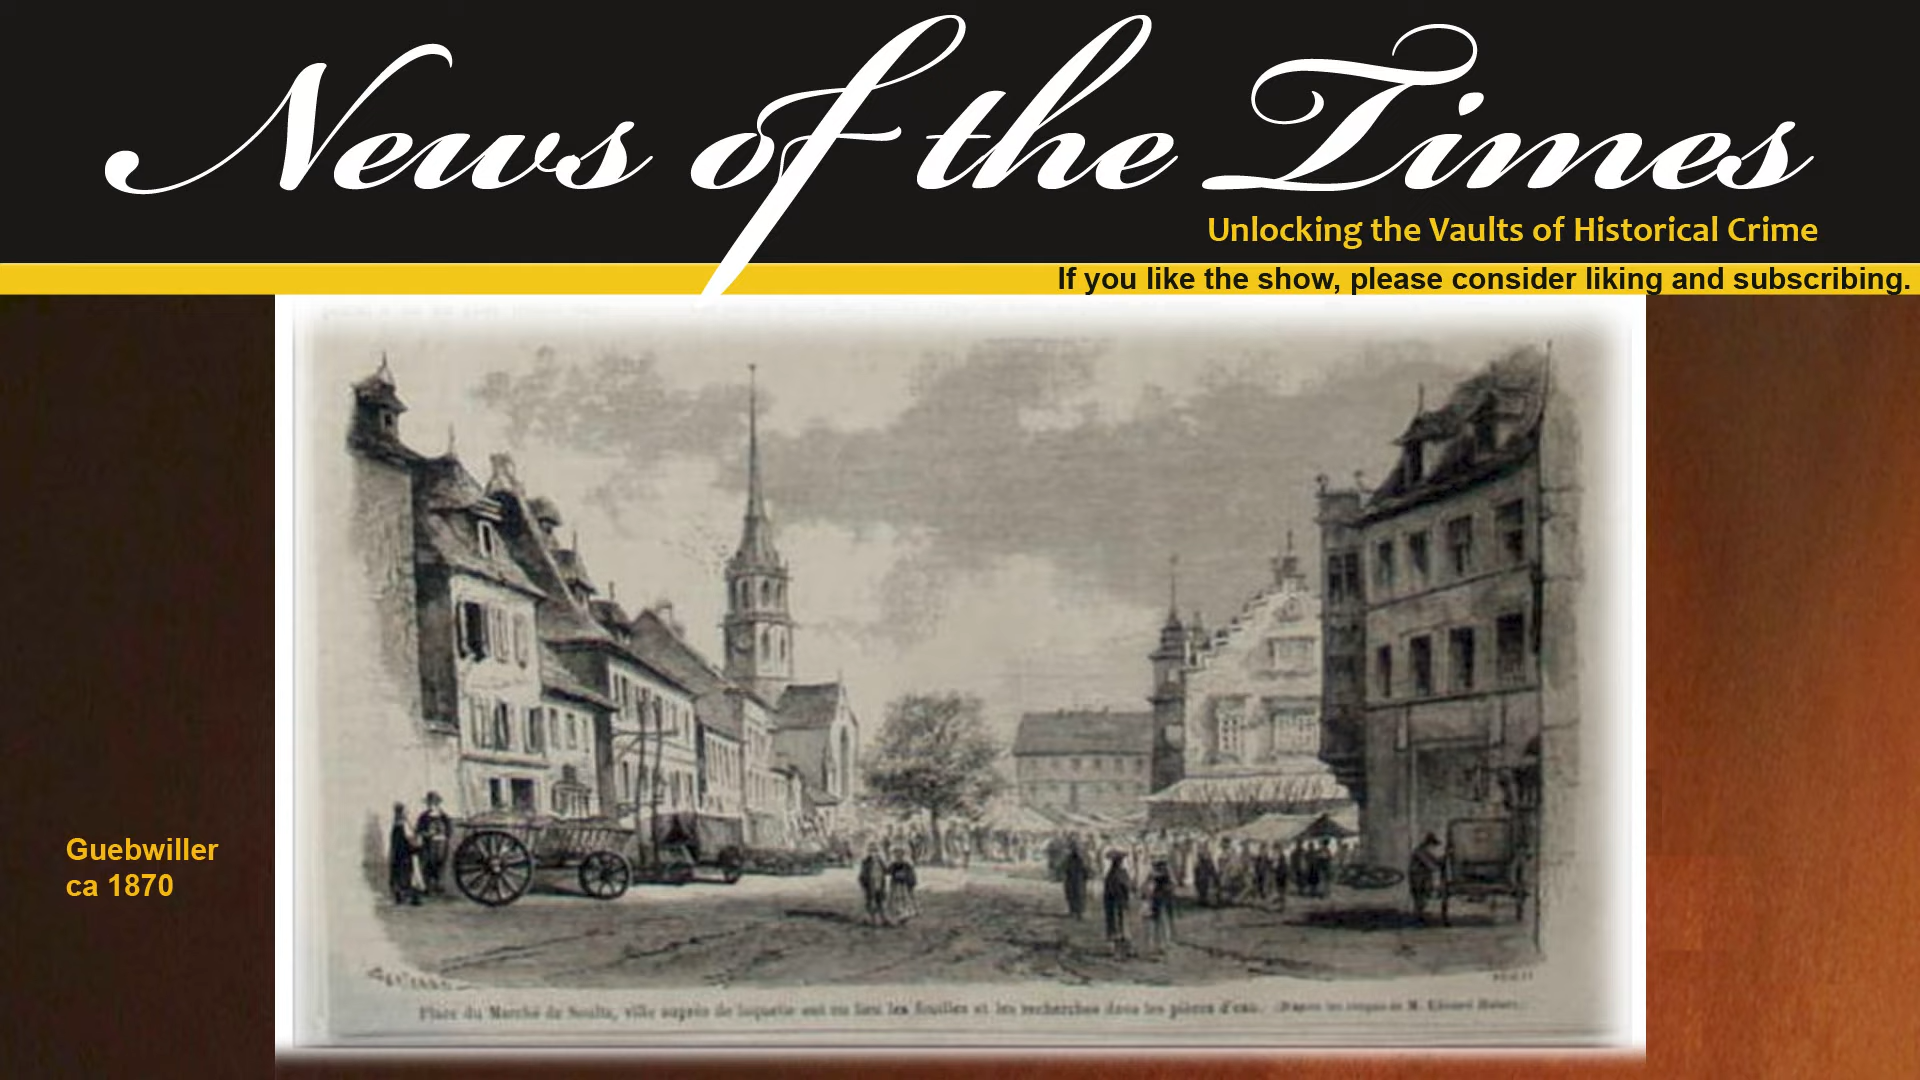 News of the Times
Unlocking the Vaults of Historical Crime
If you like the show, please consider liking and subscribing.
Guebwiller
ca 1870
Place du Marché de Soultz, ville auprès de laquelle ont eu lieu les fouilles et les recherches dans les pièces d'eau.